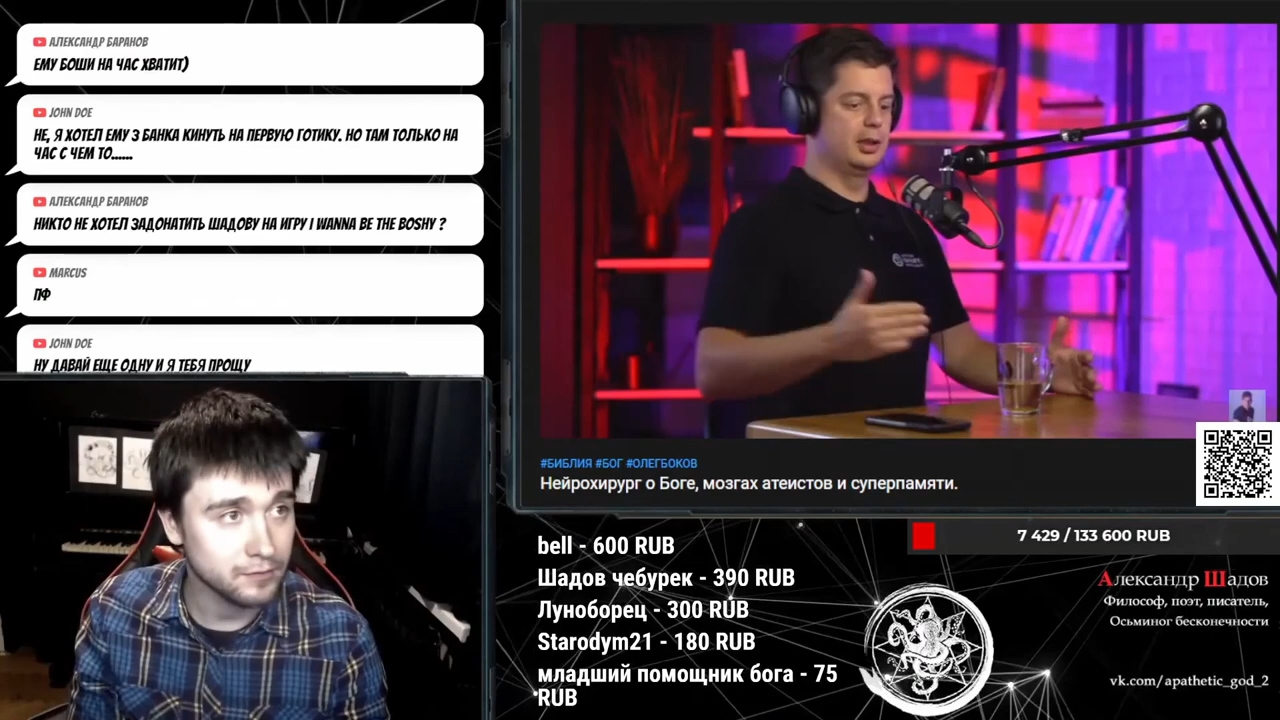 АЛЕКСАНДР БАРАНОВ
ЕМУ БОШИ НА ЧАС ХВАТИТ)
JOHN DOE
НЕ, Я ХОТЕЛ ЕМУ 3 БАНКА КИНУТЬ НА ПЕРВУЮ ГОТИКУ. НО ТАМ ТОЛЬКО НА
ЧАС С ЧЕМ ТО......
АЛЕКСАНДР БАРАНОВ
НИКТО НЕ ХОТЕЛ ЗАДОНАТИТЬ ШАДОВУ НА ИГРУ I WANNA BE THE BOSHY ?
MARCUS
ПФ
JOHN DOE
НУ ДАВАЙ ЕЩЕ ОДНУ И Я ТЕБЯ ПРОЩУ
#БИБЛИЯ #БОГ #ОЛЕГБОКОВ
Нейрохирург о Боге, мозгах атеистов и суперпамяти.
bell - 600 RUB
Шадов чебурек - 390 RUB
Луноборец - 300 RUB
Starodym21 - 180 RUB
младший помощник бога - 75
RUB
7 429 / 133 600 RUB
Александр Шадов
Философ, поэт, писатель,
Осьминог бесконечности
vk.com/apathetic_god_2